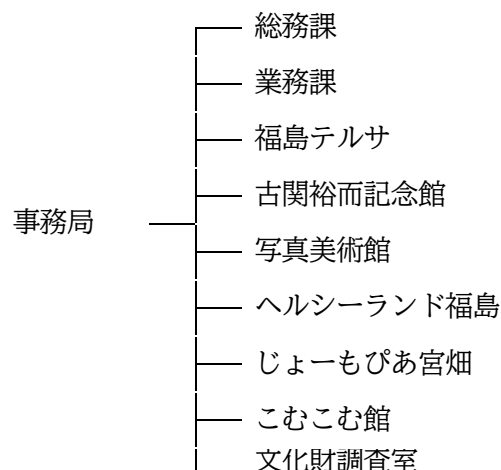 総務課
業務課
福島テルサ
古関裕而記念館
事務局
写真美術館
ヘルシーランド福島
じょーもぴあ宮畑
こむこむ館
文化財調査室